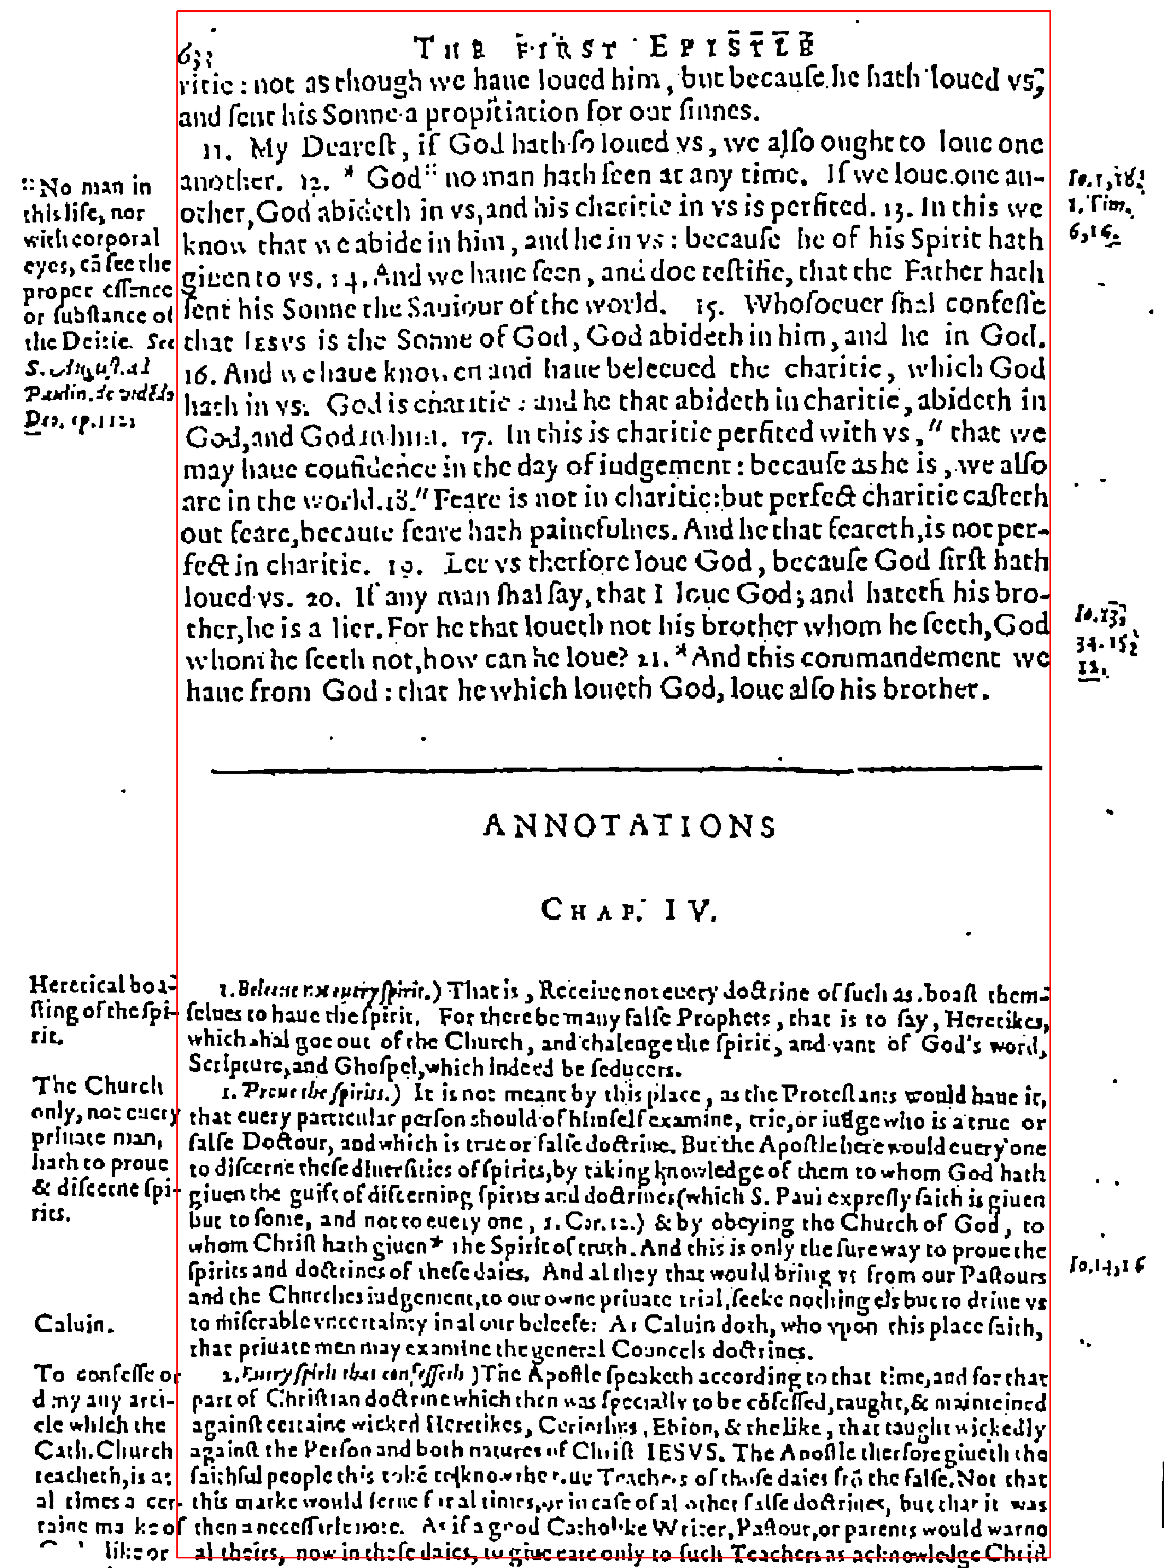 THE FIRST EPISTLE
ritie: not as though we haue loued him, but becauſe he hath loued vs,
and ſent his Sonne a propitiation for our ſinnes.
11. My Deareſt, if God hath ſo loued vs, we alſo ought to loue one
another. 12. * God :: no man hath ſeen at any time. If we loue one an-
other, God abideth in vs, and his charitie in vs is perfited. 13. In this we
know that we abide in him, and he in vs: becauſe he of his Spirit hath
giuen to vs. 14. And we haue ſeen, and doe teſtifie, that the Father hath
ſent his Sonne the Sauiour of the world. 15. Whoſoeuer ſhal confeſſe
that IESVS is the Sonne of God, God abideth in him, and he in God.
16. And we haue knowen and haue beleeued the charitie, which God
hath in vs. God is charitie: and he that abideth in charitie, abideth in
God, and God in him. 17. In this is charitie perfited with vs, " that we
may haue confidence in the day of iudgement: becauſe as he is, we alſo
are in the world. 18. " Feare is not in charitie: but perfect charitie caſteth
out feare, becauſe feare hath painefulnes. And he that feareth, is not per-
fect in charitie. 19. Let vs therfore loue God, becauſe God firſt hath
loued vs. 20. If any man ſhal ſay, that I loue God; and hateth his bro-
ther, he is a lier. For he that loueth not his brother whom he ſeeth, God
whom he ſeeth not, how can he loue? 21. * And this commandement we
haue from God: that he which loueth God, loue alſo his brother.
:: No man in
this life, nor
with corporal
eyes, cā ſee the
proper eſſence
or ſubſtance of
the Deitie. See
Io. 1, 18.
1. Tim.
6, 16.
Io. 13,
34. 15,
12.
ANNOTATIONS
CHAP. IV.
Heretical boa-
ſting of the ſpi-
rit.
1. Beleeue not euery ſpirit.) That is, Receiue not euery doctrine of ſuch as boaſt them-
ſelues to haue the ſpirit. For there be many falſe Prophets, that is to ſay, Heretikes,
which ſhal goe out of the Church, and chalenge the ſpirit, and vant of God's word,
Scripture, and Ghoſpel, which indeed be ſeducers.
The Church
only, not euery
priuate man,
hath to proue
& diſcerne ſpi-
rits.
1. Proue the ſpirits.) It is not meant by this place, as the Proteſtants would haue it,
that euery particular perſon should of himſelf examine, trie, or iudge who is a true or
falſe Doctour, and which is true or falſe doctrine. But the Apoſtle here would euery one
to diſcerne theſe diuerſities of ſpirits, by taking knowledge of them to whom God hath
giuen the guift of diſcerning ſpirits and doctrines (which S. Paul expreſly ſaith is giuen
but to ſome, and not to euery one, 1. Cor. 12.) & by obeying the Church of God, to
whom Chriſt hath giuen * the Spirit of truth. And this is only the ſure way to proue the
ſpirits and doctrines of theſe daies. And al they that would bring vs from our Paſtours
and the Churches iudgement, to our owne priuate trial, ſeeke nothing els but to driue vs
to miſerable vncertainty in al our beleefe: As Caluin doth, who vpon this place ſaith,
that priuate men may examine the general Councels doctrines.
Io. 14, 16
Caluin.
To confeſſe or
deny any arti-
cle which the
Cath. Church
teacheth, is at
al times a cer-
taine marke of
like or
2. Euery ſpirit that confeſſeth) The Apoſtle ſpeaketh according to that time, and for that
part of Chriſtian doctrine which then was ſpecially to be cōfeſſed, taught, & mainteined
againſt certaine wicked Heretikes, Cerinthus, Ebion, & the like, that taught wickedly
againſt the Perſon and both natures of Chriſt IESVS. The Apoſtle therfore giueth the
faithful people this tokē to know the true Teachers of thoſe daies frō the falſe. Not that
this marke would ſerue for al times, or in caſe of al other falſe doctrines, but that it was
then a neceſſarie note. As if a good Catholike Writer, Paſtour, or parents would warne
al theirs, now in theſe daies, to giue eare only to ſuch Teachers as acknowledge Chriſt